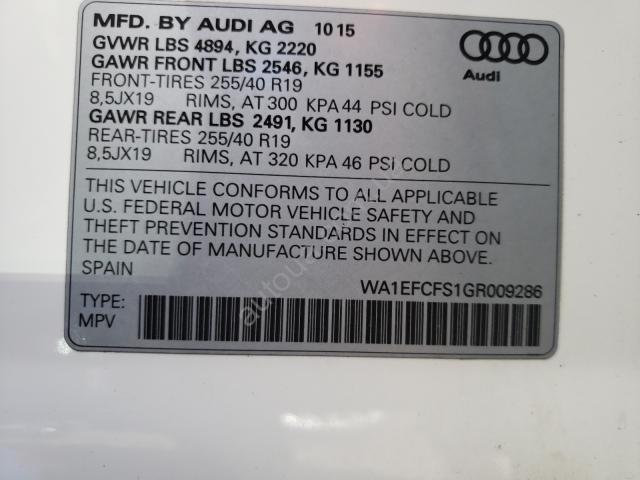 MFD. BY AUDI AG 10 15
GVWR LBS 4894, KG 2220
GAWR FRONT LBS 2546, KG 1155
FRONT-TIRES 255/40 R19
8,5JX19 RIMS, AT 300 KPA 44 PSI COLD
GAWR REAR LBS 2491, KG 1130
REAR-TIRES 255/40 R19
8,5JX19 RIMS, AT 320 KPA 46 PSI COLD
Audi
THIS VEHICLE CONFORMS TO ALL APPLICABLE
U.S. FEDERAL MOTOR VEHICLE SAFETY AND
THEFT PREVENTION STANDARDS IN EFFECT ON
THE DATE OF MANUFACTURE SHOWN ABOVE.
SPAIN
WA1EFCFS1GR009286
TYPE:
MPV